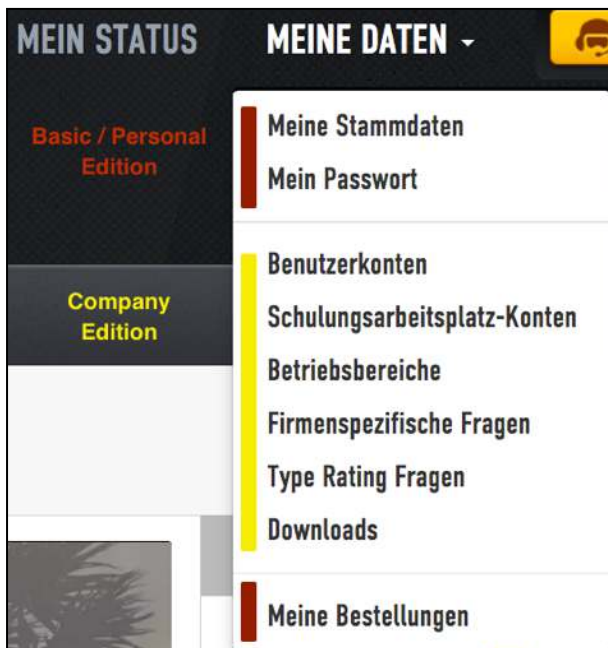 MEIN STATUS
MEINE DATEN
Basic / Personal
Edition
Meine Stammdaten
Mein Passwort
Company
Edition
Benutzerkonten
Schulungsarbeitsplatz-Konten
Betriebsbereiche
Firmenspezifische Fragen
Type Rating Fragen
Downloads
Meine Bestellungen